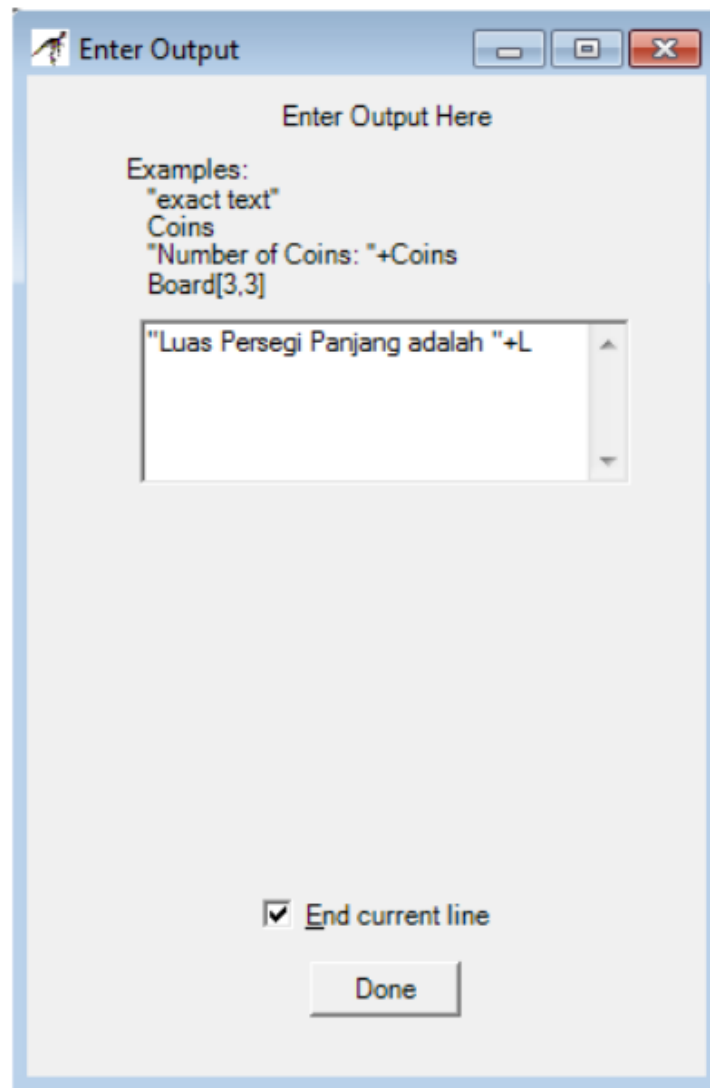 Enter Output
Enter Output Here
Examples:
"exact text"
Coins
"Number of Coins: "+Coins
Board[3,3]
"Luas Persegi Panjang adalah "+L
End current line
Done